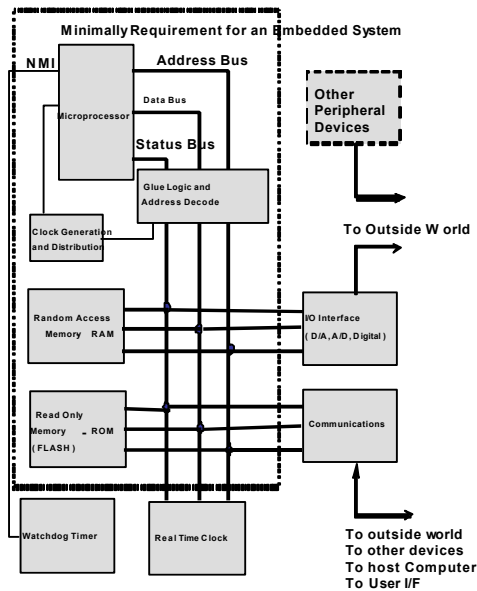 Minimally Requirement for an Embedded System
NMI
Address Bus
Microprocessor
Data Bus
Status Bus
Other
Peripheral
Devices
Glue Logic and
Address Decode
Clock Generation
and Distribution
To Outside World
Random Access
Memory RAM
I/O Interface
( D/A, A/D, Digital )
Read Only
Memory - ROM
( FLASH )
Communications
Watchdog Timer
Real Time Clock
To outside world
To other devices
To host Computer
To User I/F